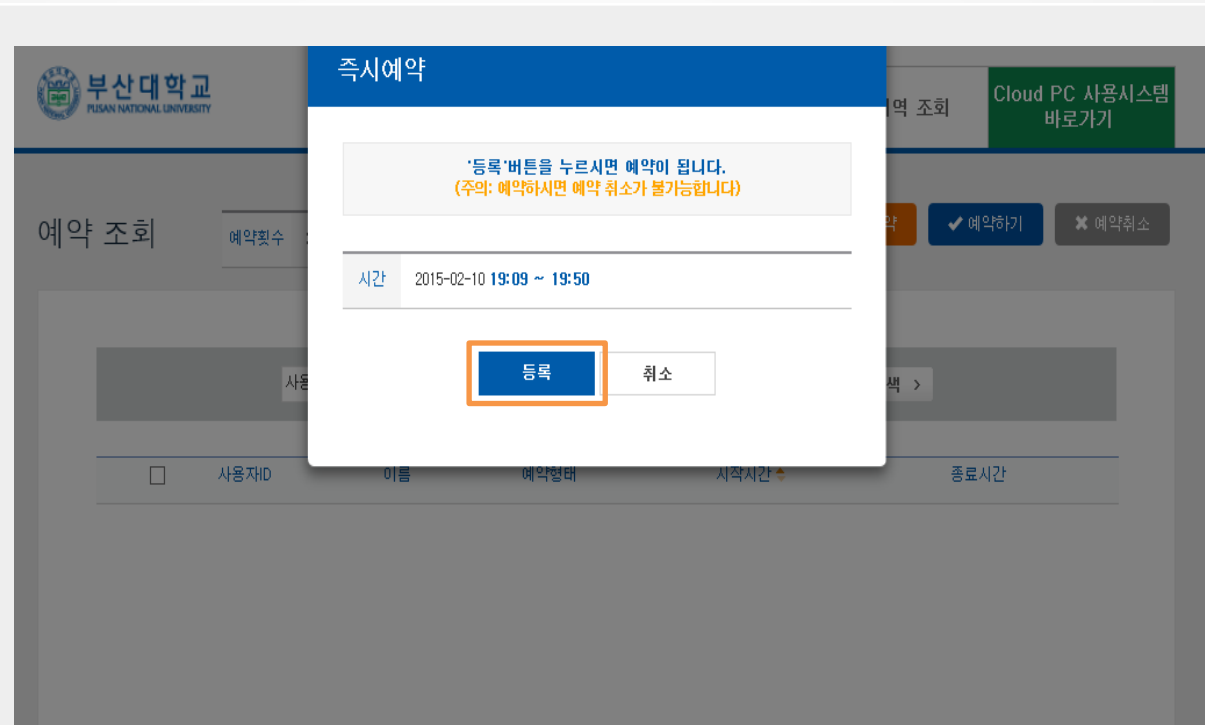 즉시예약
부산대학교
PUSAN NATIONAL UNIVERSITY
역 조회
Cloud PC 사용시스템
바로가기
'등록'버튼을 누르시면 예약이 됩니다.
(주의: 예약하시면 예약 취소가 불가능합니다)
예약 조회
예약횟수
약
✔ 예약하기
✖ 예약취소
시간 2015-02-10 19:09 ~ 19:50
사용
등록
취소
색 >
사용자ID 이름 예약형태 시작시간 종료시간